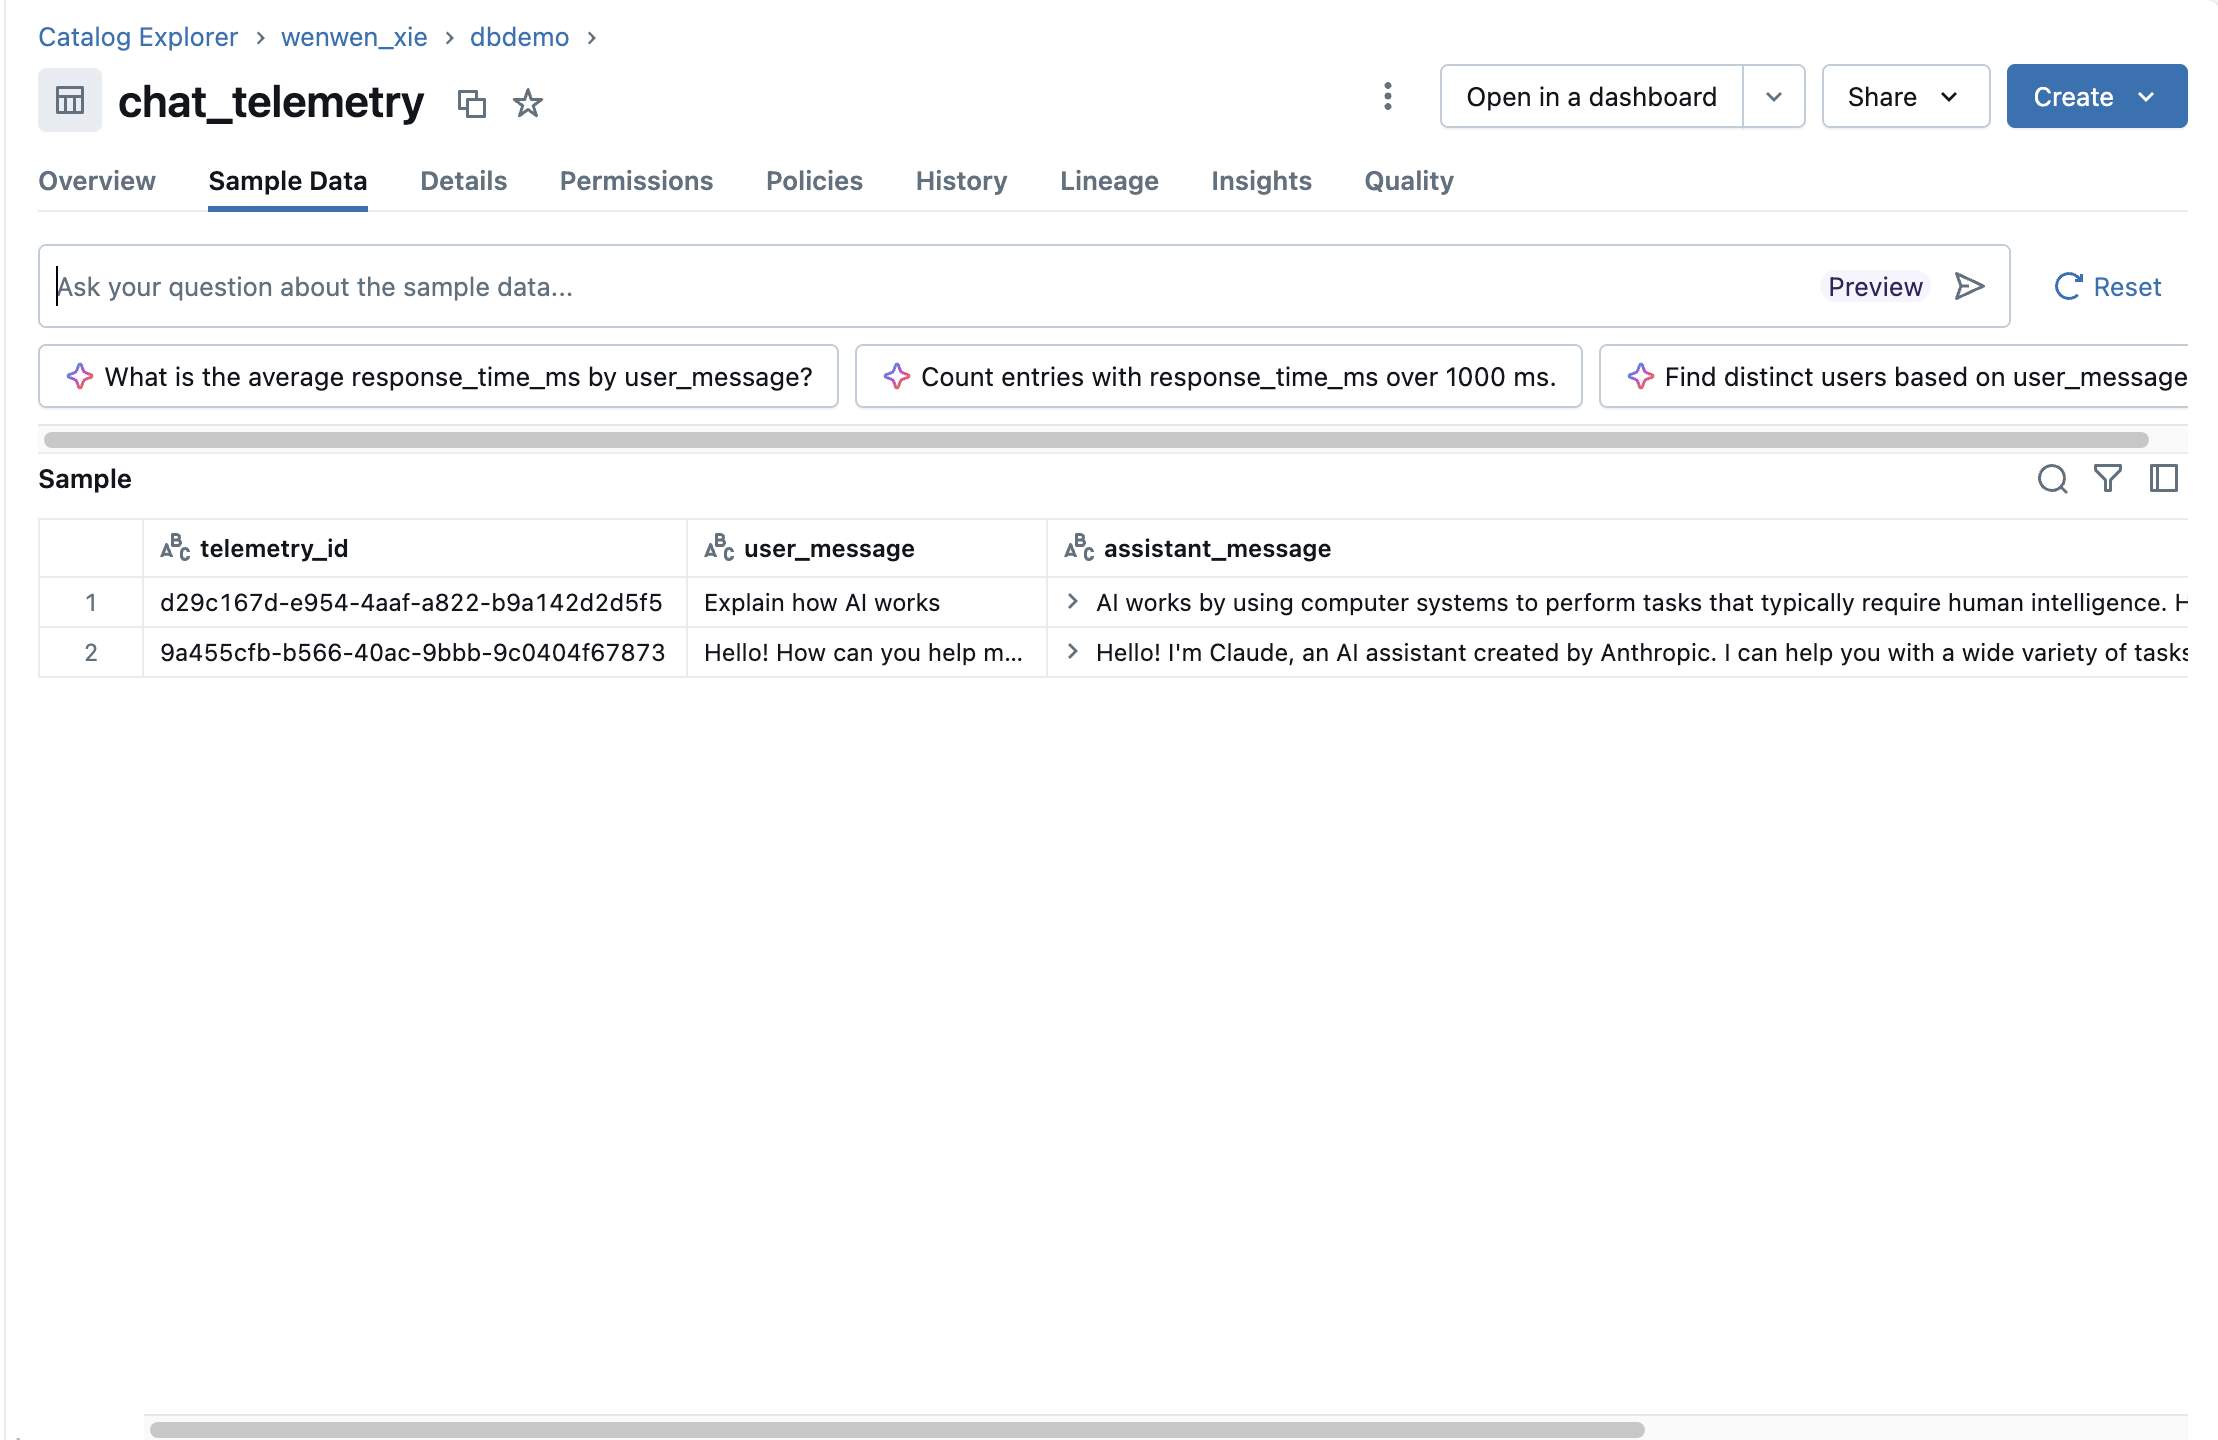 Catalog Explorer > wenwen_xie > dbdemo >
chat_telemetry
Open in a dashboard
Share
Create
Overview Sample Data Details Permissions Policies History Lineage Insights Quality
Ask your question about the sample data...
Preview
Reset
What is the average response_time_ms by user_message?
Count entries with response_time_ms over 1000 ms.
Find distinct users based on user_message
Sample
telemetry_id user_message assistant_message
1 d29c167d-e954-4aaf-a822-b9a142d2d5f5 Explain how AI works AI works by using computer systems to perform tasks that typically require human intelligence.
2 9a455cfb-b566-40ac-9bbb-9c0404f67873 Hello! How can you help m... Hello! I'm Claude, an AI assistant created by Anthropic. I can help you with a wide variety of tasks